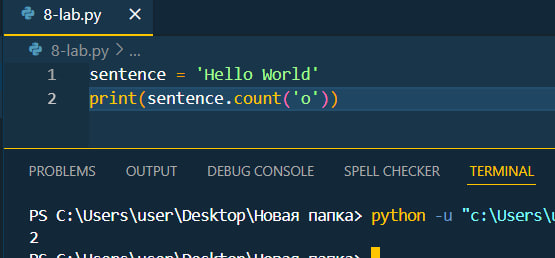 8-lab.py ×
8-lab.py > ...
1 sentence = 'Hello World'
2 print(sentence.count('o'))
PROBLEMS OUTPUT DEBUG CONSOLE SPELL CHECKER TERMINAL
PS C:\Users\user\Desktop\Новая папка> python -u "c:\Users\u
2
PS C:\Users\user\Desktop\Новая папка>